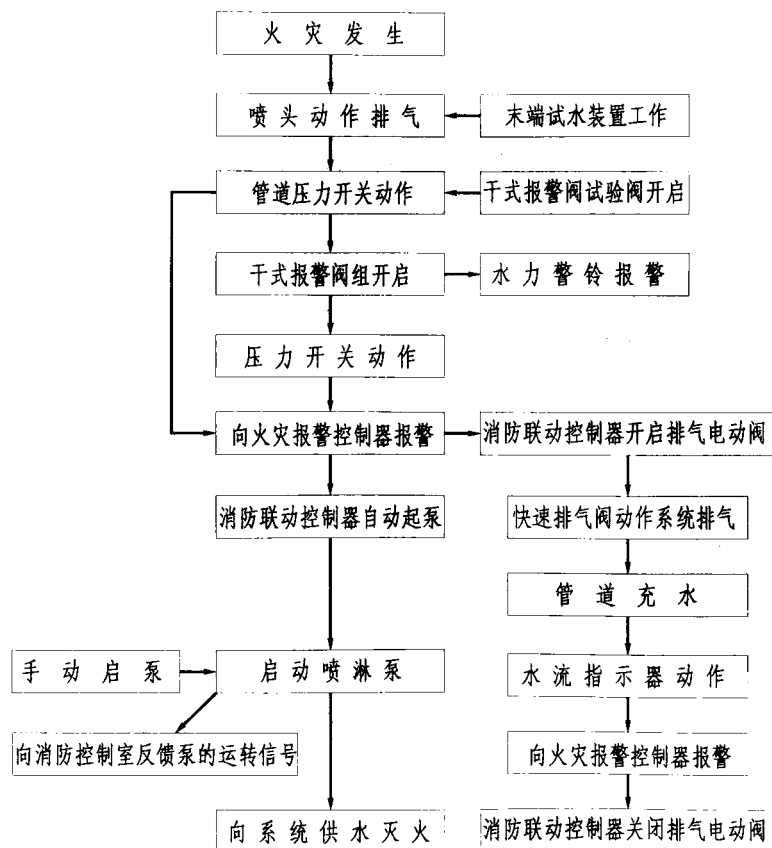 火灾发生
喷头动作排气
末端试水装置工作
管道压力开关动作
干式报警阀试验阀开启
干式报警阀组开启
水力警铃报警
压力开关动作
向火灾报警控制器报警
消防联动控制器开启排气电动阀
消防联动控制器自动起泵
快速排气阀动作系统排气
管道充水
手动启泵
启动喷淋泵
水流指示器动作
向消防控制室反馈泵的运转信号
向火灾报警控制器报警
向系统供水灭火
消防联动控制器关闭排气电动阀